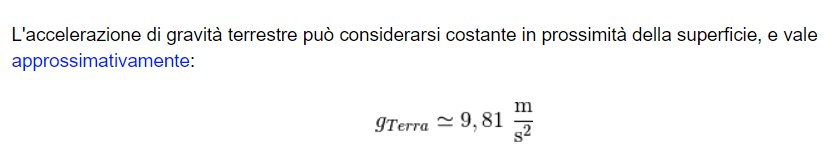 L'accelerazione di gravità terrestre può considerarsi costante in prossimità della superficie, e vale
approssimativamente:
g_Terra ≃ 9,81 m/s²